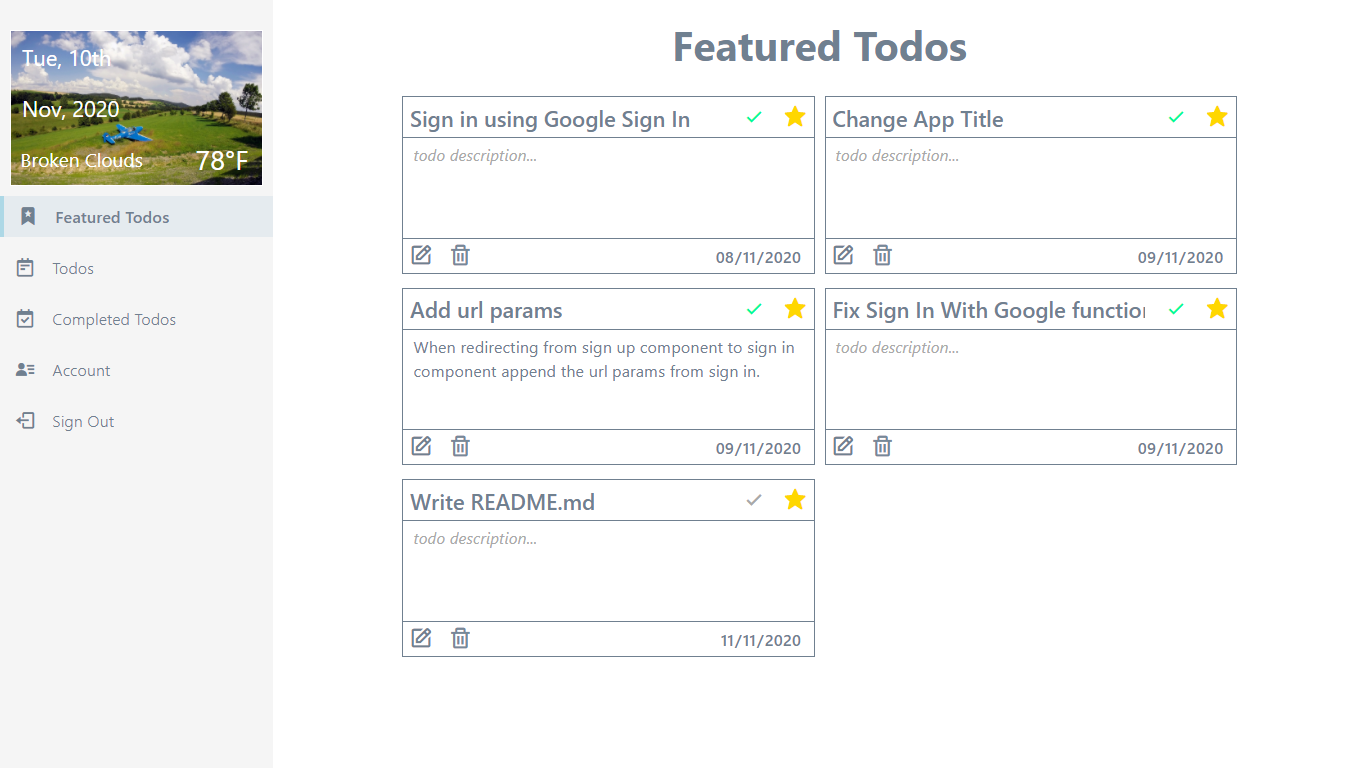 Tue, 10th
Nov, 2020
Broken Clouds 78°F
Featured Todos
Todos
Completed Todos
Account
Sign Out
Featured Todos
Sign in using Google Sign In
todo description...
08/11/2020
Change App Title
todo description...
09/11/2020
Add url params
When redirecting from sign up component to sign in
component append the url params from sign in.
09/11/2020
Fix Sign In With Google function
todo description...
09/11/2020
Write README.md
todo description...
11/11/2020